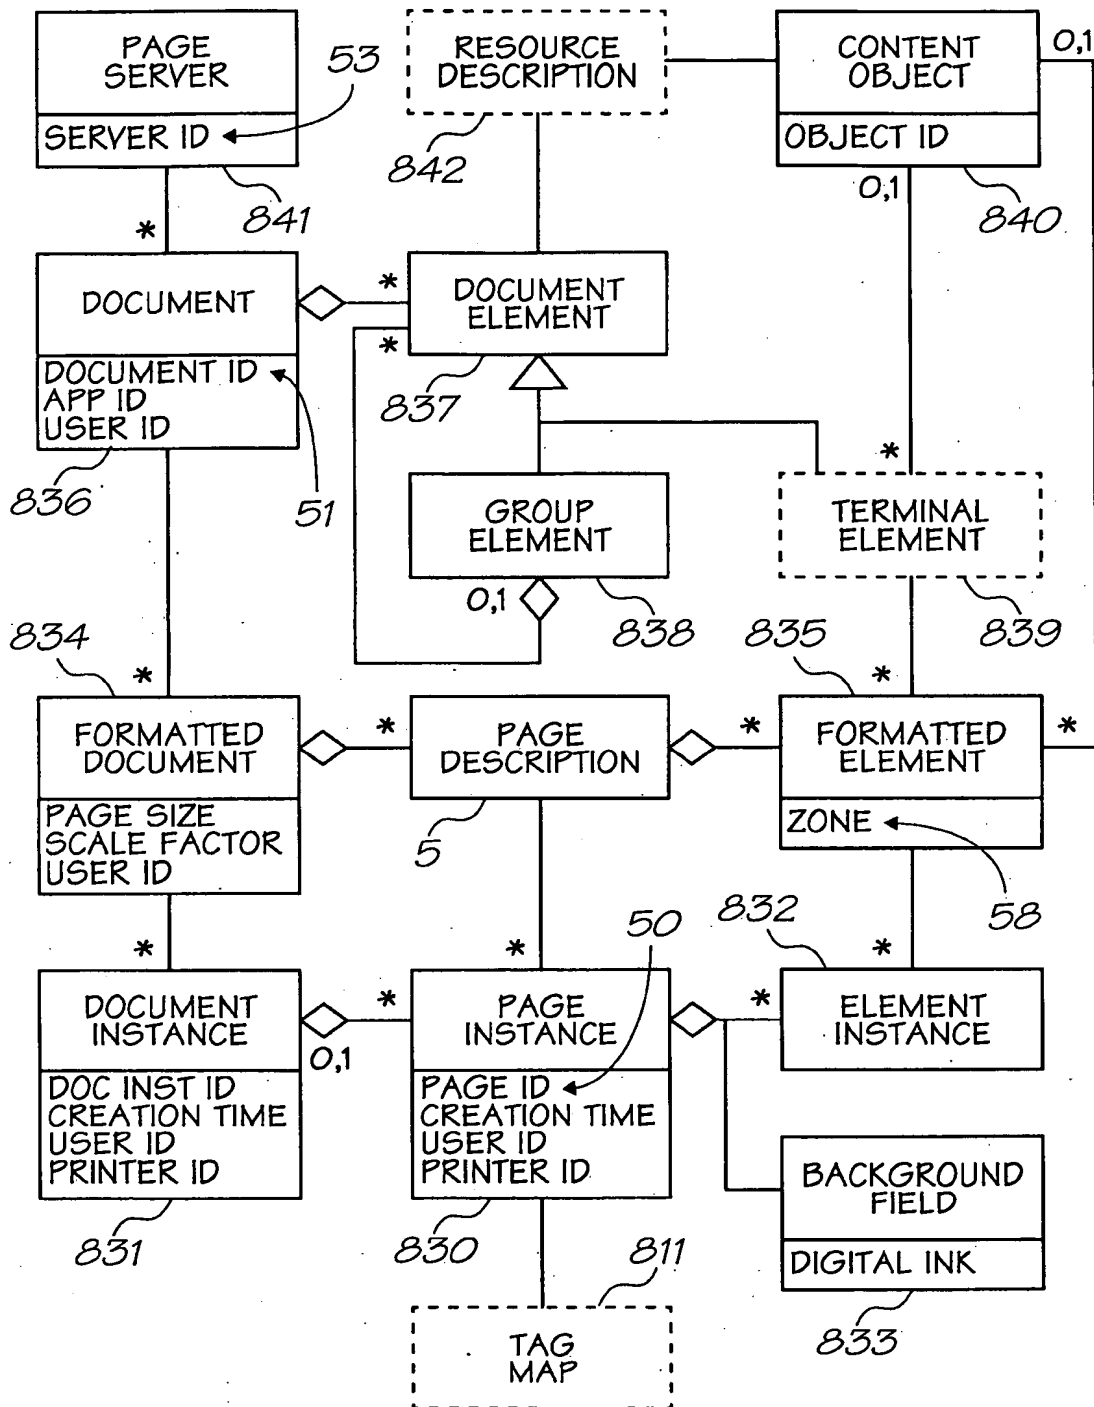 PAGE
SERVER
53
SERVER ID
841
RESOURCE
DESCRIPTION
842
CONTENT
OBJECT
0,1
OBJECT ID
0,1
840
*
DOCUMENT
*
DOCUMENT
ELEMENT
*
DOCUMENT ID
APP ID
USER ID
836
51
837
*
GROUP
ELEMENT
0,1
838
TERMINAL
ELEMENT
839
834
835
*
*
FORMATTED
DOCUMENT
*
PAGE
DESCRIPTION
*
FORMATTED
ELEMENT
*
PAGE SIZE
SCALE FACTOR
USER ID
5
ZONE
58
832
50
*
*
*
DOCUMENT
INSTANCE
0,1
*
PAGE
INSTANCE
*
ELEMENT
INSTANCE
DOC INST ID
CREATION TIME
USER ID
PRINTER ID
831
PAGE ID
CREATION TIME
USER ID
PRINTER ID
830
BACKGROUND
FIELD
DIGITAL INK
833
811
TAG
MAP